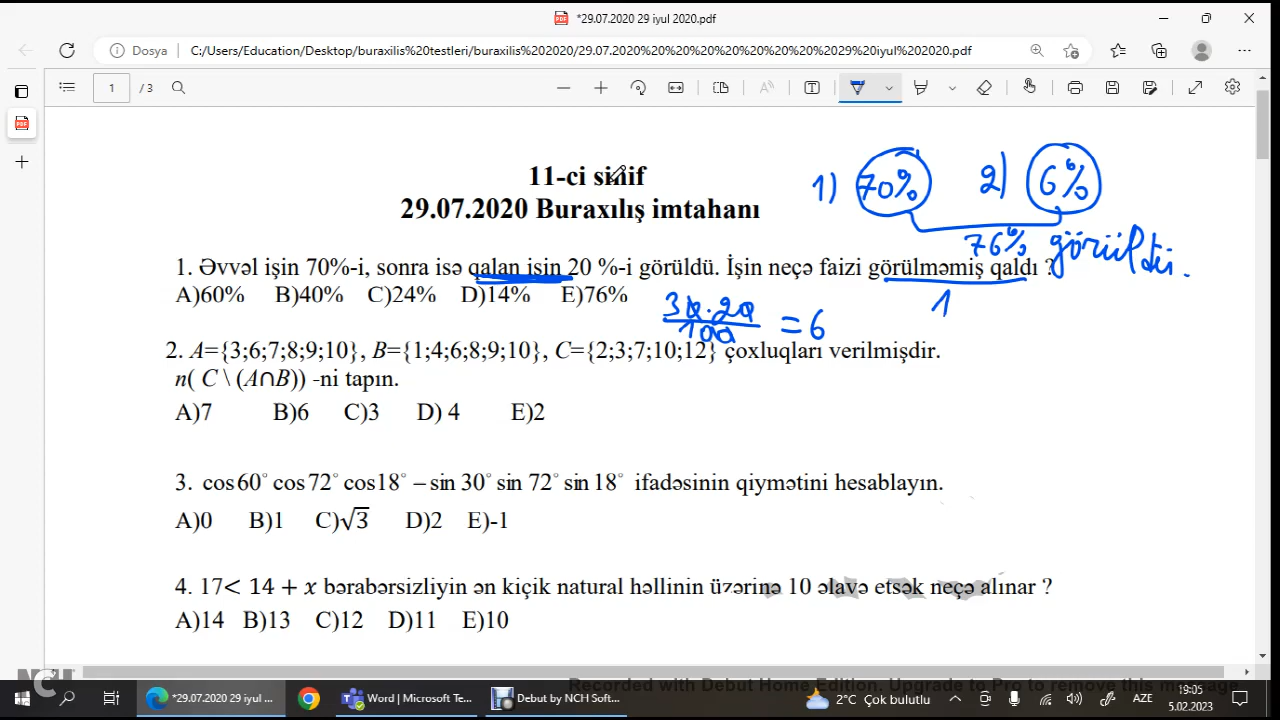 *29.07.2020 29 iyul 2020.pdf
Dosya C:/Users/Education/Desktop/buraxilis%20testleri/buraxilis%202020/29.07.2020%20%20%20%20%20%20%20%2029%20iyul%202020.pdf
1 / 3
11-ci sinif
29.07.2020 Buraxılış imtahanı
1) 70% 2) 6%
76% görüldü.
1. Əvvəl işin 70%-i, sonra isə qalan işin 20 %-i görüldü. İşin neçə faizi görülməmiş qaldı ?
A)60% B)40% C)24% D)14% E)76%
30·20/100 = 6
1
2. A={3;6;7;8;9;10}, B={1;4;6;8;9;10}, C={2;3;7;10;12} çoxluqları verilmişdir.
n( C \ (A∩B)) -ni tapın.
A)7 B)6 C)3 D) 4 E)2
3. cos60° cos72° cos18° – sin 30° sin 72° sin 18° ifadəsinin qiymətini hesablayın.
A)0 B)1 C)√3 D)2 E)-1
4. 17< 14 + x bərabərsizliyin ən kiçik natural həllinin üzərinə 10 əlavə etsək neçə alınar ?
A)14 B)13 C)12 D)11 E)10
NCH
Recorded with Debut Home Edition. Upgrade to Pro to remove this message
*29.07.2020 29 iyul ... Word | Microsoft Te... Debut by NCH Soft... 2°C Çok bulutlu AZE 19:05
5.02.2023